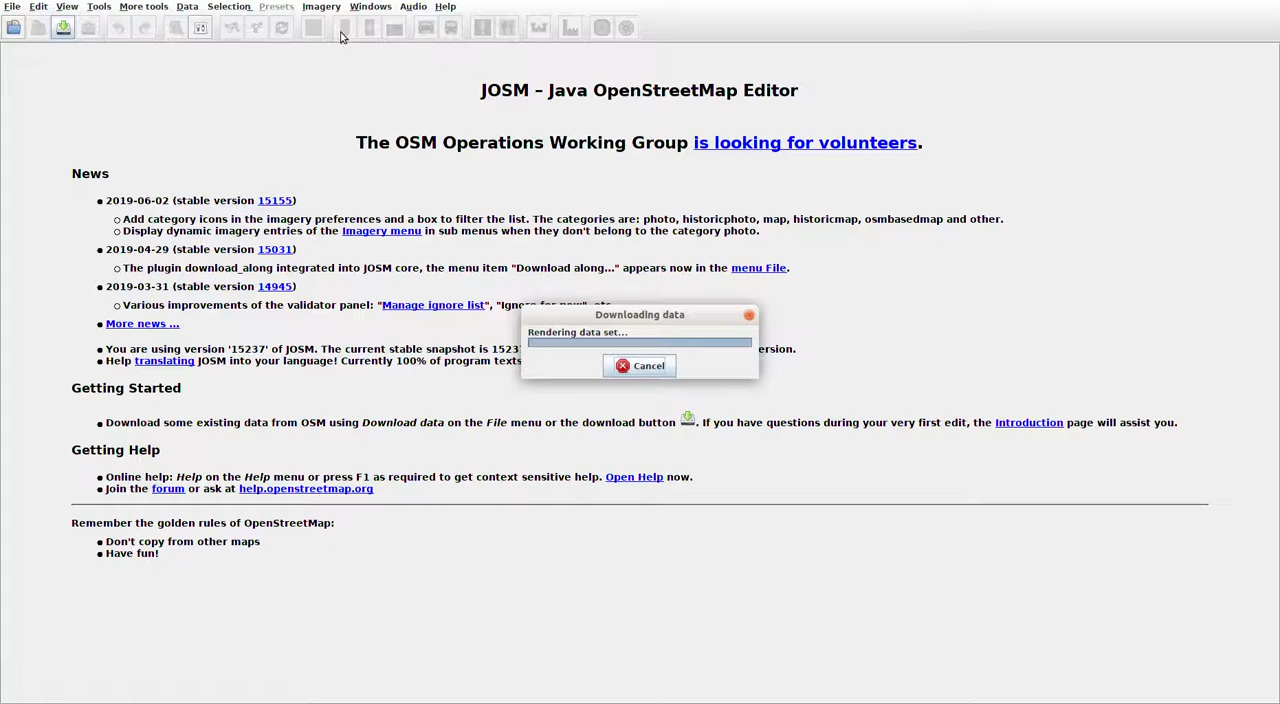 File Edit View Tools More tools Data Selection Presets Imagery Windows Audio Help
JOSM – Java OpenStreetMap Editor
The OSM Operations Working Group is looking for volunteers.
News
2019-06-02 (stable version 15155)
Add category icons in the imagery preferences and a box to filter the list. The categories are: photo, historicphoto, map, historicmap, osmbasedmap and other.
Display dynamic imagery entries of the Imagery menu in sub menus when they don't belong to the category photo.
2019-04-29 (stable version 15031)
The plugin download_along integrated into JOSM core, the menu item "Download along..." appears now in the menu File.
2019-03-31 (stable version 14945)
Various improvements of the validator panel: "Manage ignore list", "Ignore for now", etc.
More news ...
You are using version '15237' of JOSM. The current stable snapshot is 1523 ersion.
Help translating JOSM into your language! Currently 100% of program texts
Downloading data
Rendering data set...
Cancel
Getting Started
Download some existing data from OSM using Download data on the File menu or the download button . If you have questions during your very first edit, the Introduction page will assist you.
Getting Help
Online help: Help on the Help menu or press F1 as required to get context sensitive help. Open Help now.
Join the forum or ask at help.openstreetmap.org
Remember the golden rules of OpenStreetMap:
Don't copy from other maps
Have fun!